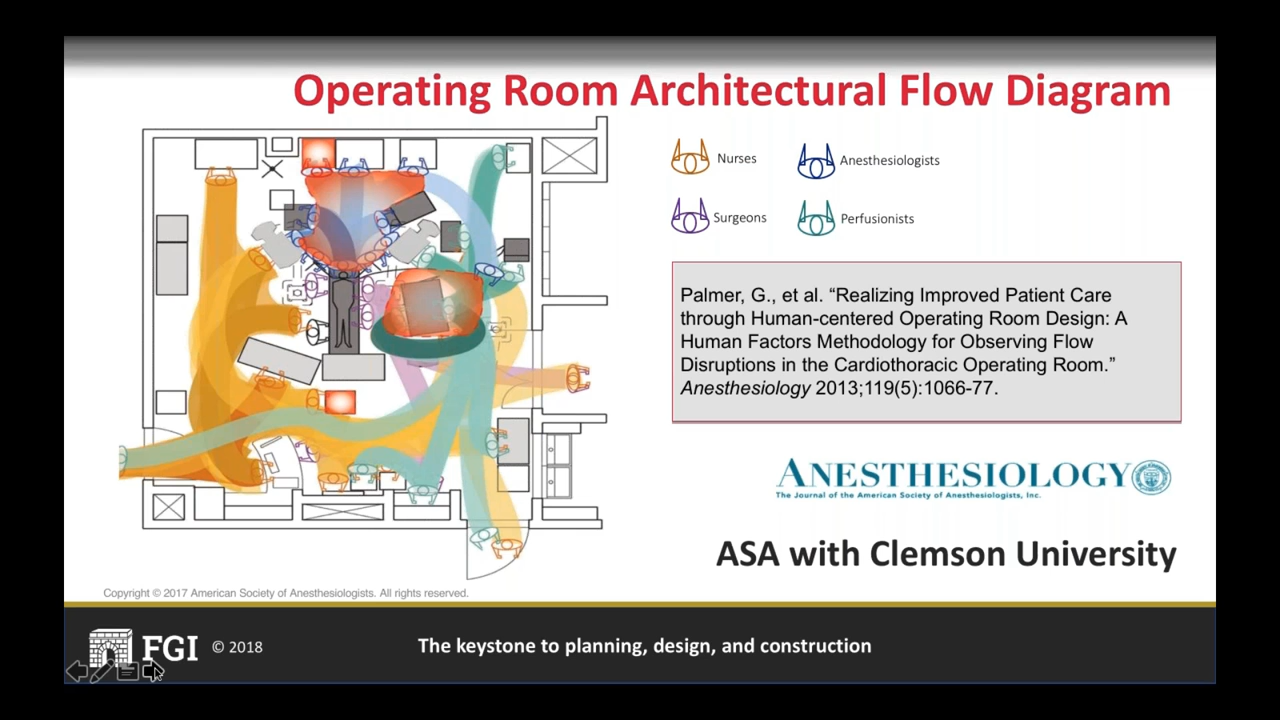 Operating Room Architectural Flow Diagram
Nurses
Anesthesiologists
Surgeons
Perfusionists
Palmer, G., et al. “Realizing Improved Patient Care
through Human-centered Operating Room Design: A
Human Factors Methodology for Observing Flow
Disruptions in the Cardiothoracic Operating Room.”
Anesthesiology 2013;119(5):1066-77.
ANESTHESIOLOGY
The Journal of the American Society of Anesthesiologists, Inc.
ASA with Clemson University
Copyright © 2017 American Society of Anesthesiologists. All rights reserved.
FGI © 2018
The keystone to planning, design, and construction